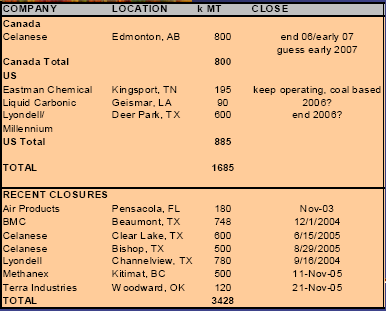 COMPANY LOCATION k MT CLOSE
Canada
Celanese Edmonton, AB 800 end 06/early 07
guess early 2007
Canada Total 800
US
Eastman Chemical Kingsport, TN 195 keep operating, coal based
Liquid Carbonic Geismar, LA 90 2006?
Lyondell/ Deer Park, TX 600 end 2006?
Millennium
US Total 885
TOTAL 1685
RECENT CLOSURES
Air Products Pensacola, FL 180 Nov-03
BMC Beaumont, TX 748 12/1/2004
Celanese Clear Lake, TX 600 6/15/2005
Celanese Bishop, TX 500 8/29/2005
Lyondell Channelview, TX 780 9/16/2004
Methanex Kitimat, BC 500 11-Nov-05
Terra Industries Woodward, OK 120 21-Nov-05
TOTAL 3428